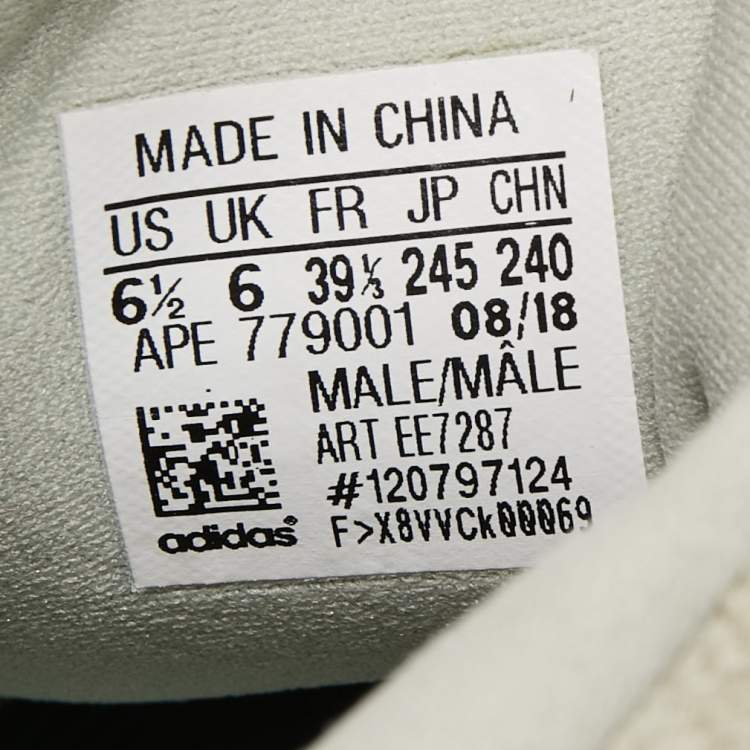 MADE IN CHINA
US UK FR JP CHN
6½ 6 39⅓ 245 240
APE 779001 08/18
MALE/MÂLE
ART EE7287
#120797124
adidas® F>X8VVCk00069